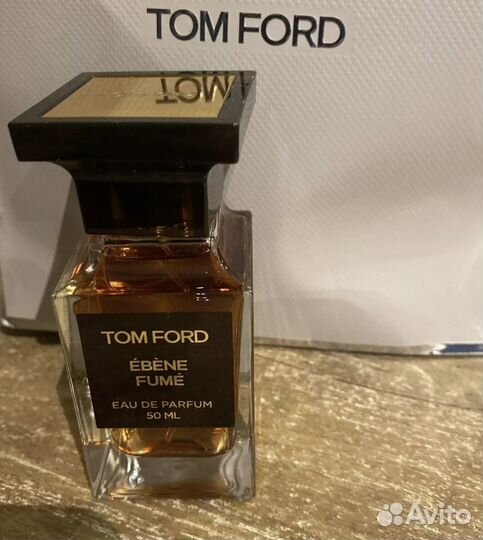 TOM FORD
TOM
TOM FORD
ÉBÈNE
FUMÉ
EAU DE PARFUM
50 ML
Avito